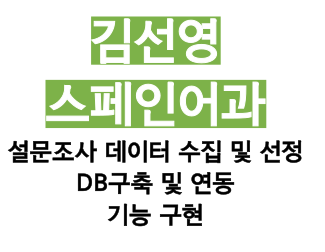 김선영
스페인어과
설문조사 데이터 수집 및 선정
DB구축 및 연동
기능 구현